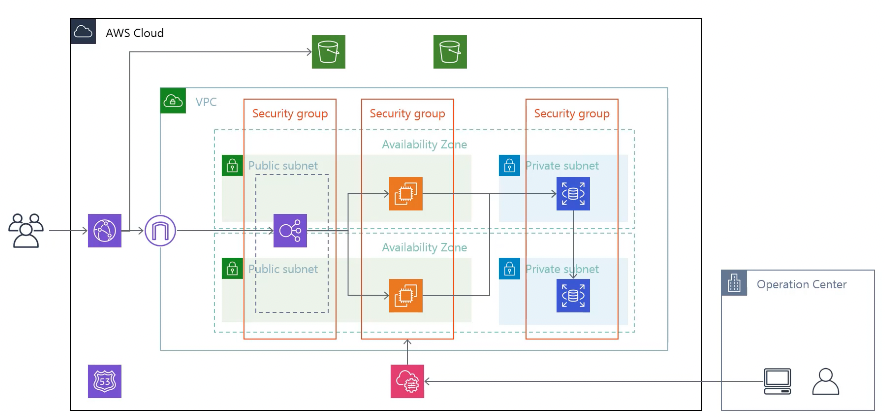 AWS Cloud
VPC
Security group
Security group
Security group
Availability Zone
Public subnet
Private subnet
Availability Zone
Public subnet
Private subnet
Operation Center
53